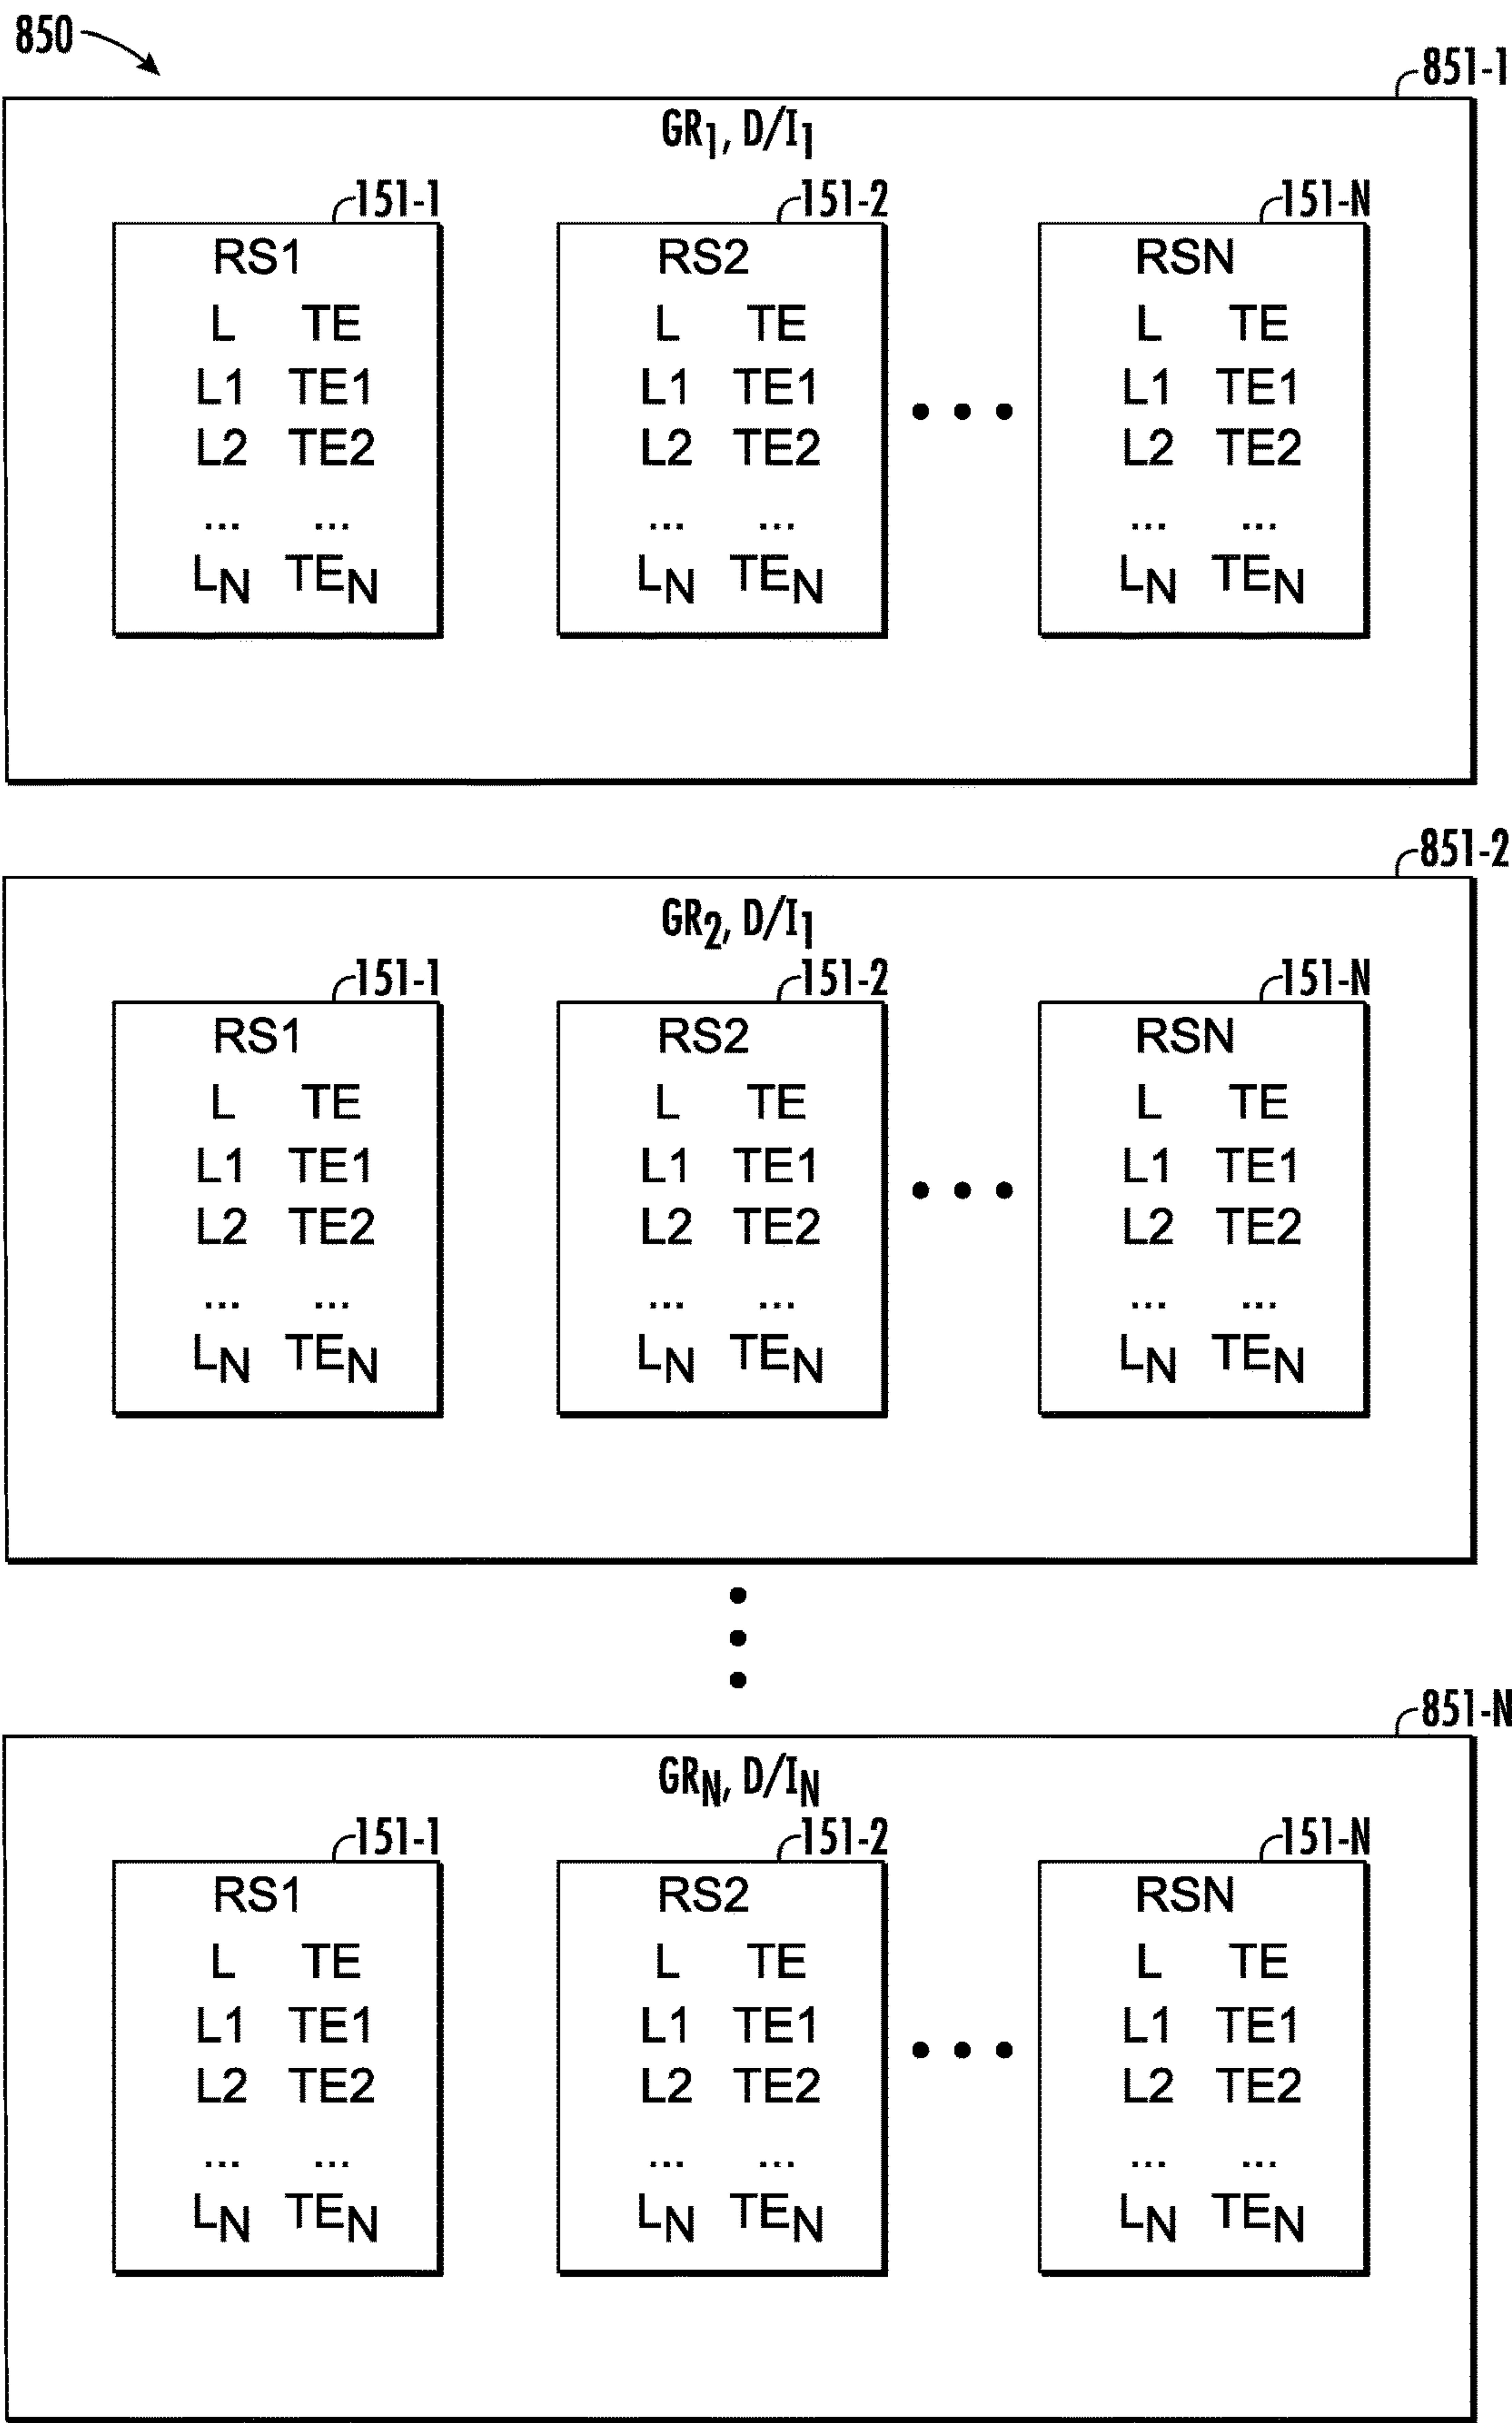 850
851-1
GR1, D/I1
151-1 151-2 151-N
RS1 RS2 RSN
L TE L TE L TE
L1 TE1 L1 TE1 L1 TE1
L2 TE2 L2 TE2 L2 TE2
... ... ... ... ... ...
LN TEN LN TEN LN TEN
851-2
GR2, D/I1
151-1 151-2 151-N
RS1 RS2 RSN
L TE L TE L TE
L1 TE1 L1 TE1 L1 TE1
L2 TE2 L2 TE2 L2 TE2
... ... ... ... ... ...
LN TEN LN TEN LN TEN
851-N
GRN, D/IN
151-1 151-2 151-N
RS1 RS2 RSN
L TE L TE L TE
L1 TE1 L1 TE1 L1 TE1
L2 TE2 L2 TE2 L2 TE2
... ... ... ... ... ...
LN TEN LN TEN LN TEN